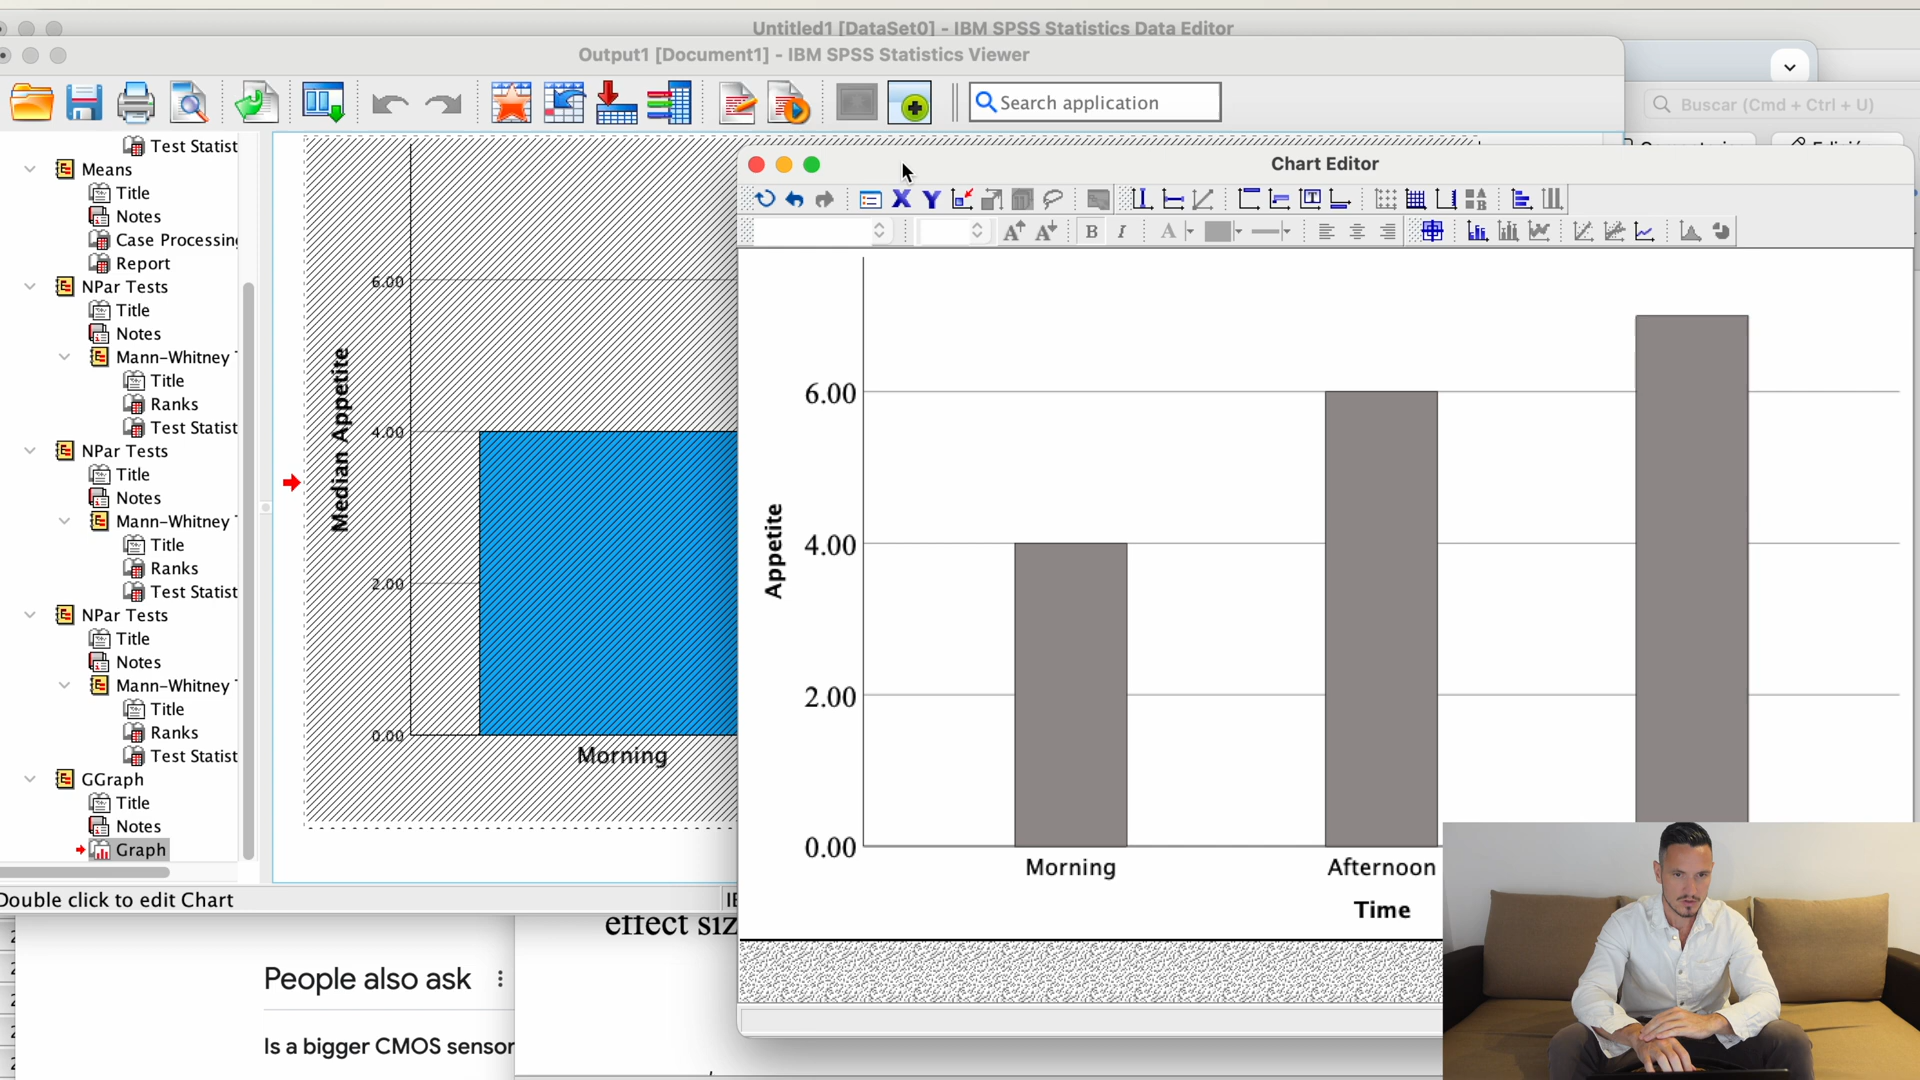 Untitled1 [DataSet0] - IBM SPSS Statistics Data Editor
Output1 [Document1] - IBM SPSS Statistics Viewer
Search application
Buscar (Cmd + Ctrl + U)
Test Statist
Means
Title
Notes
Case Processin
Report
NPar Tests
Title
Notes
Mann-Whitney
Title
Ranks
Test Statist
NPar Tests
Title
Notes
Mann-Whitney
Title
Ranks
Test Statist
NPar Tests
Title
Notes
Mann-Whitney
Title
Ranks
Test Statist
GGraph
Title
Notes
Graph
Double click to edit Chart
Median Appetite
6.00
4.00
2.00
0.00
Morning
Chart Editor
X Y
B I A
Appetite
6.00
4.00
2.00
0.00
Morning Afternoon
Time
effect siz
People also ask
Is a bigger CMOS sensor